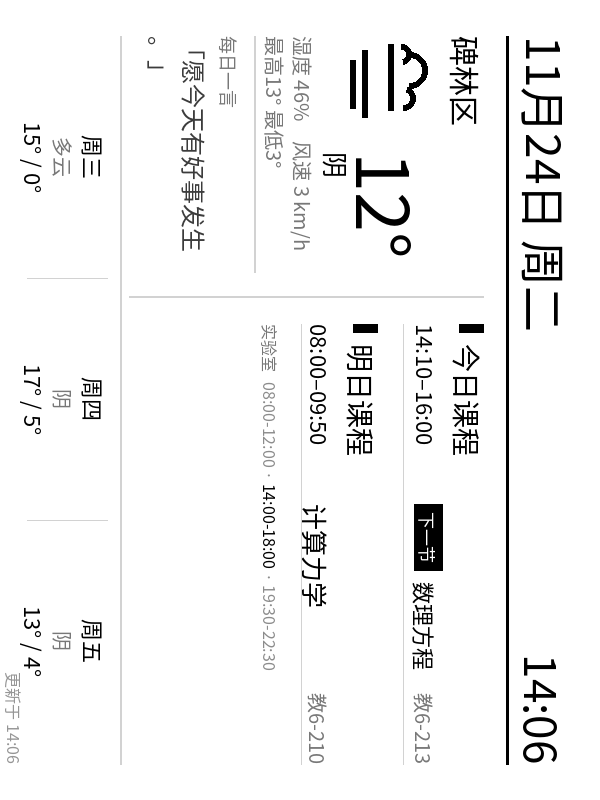 11月24日 周二
14:06
碑林区
12°
阴
湿度 46% 风速 3 km/h
最高13° 最低3°
每日一言
「愿今天有好事发生
。」
今日课程
14:10–16:00 下一节 数理方程 教6-213
明日课程
08:00–09:50 计算力学 教6-210
实验室 08:00-12:00 · 14:00-18:00 · 19:30-22:30
周三
多云
15° / 0°
周四
阴
17° / 5°
周五
阴
13° / 4°
更新于 14:06